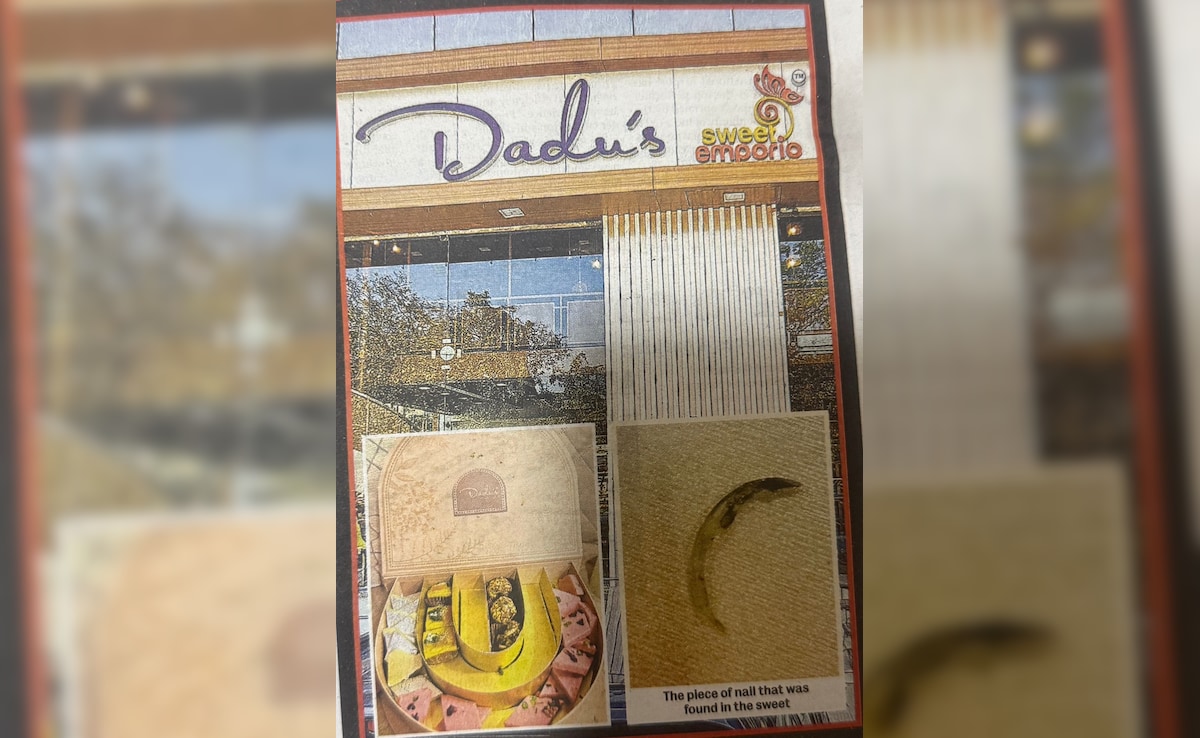 Dadu's
sweet
emporio
TM
Dadu's
The piece of nail that was
found in the sweet